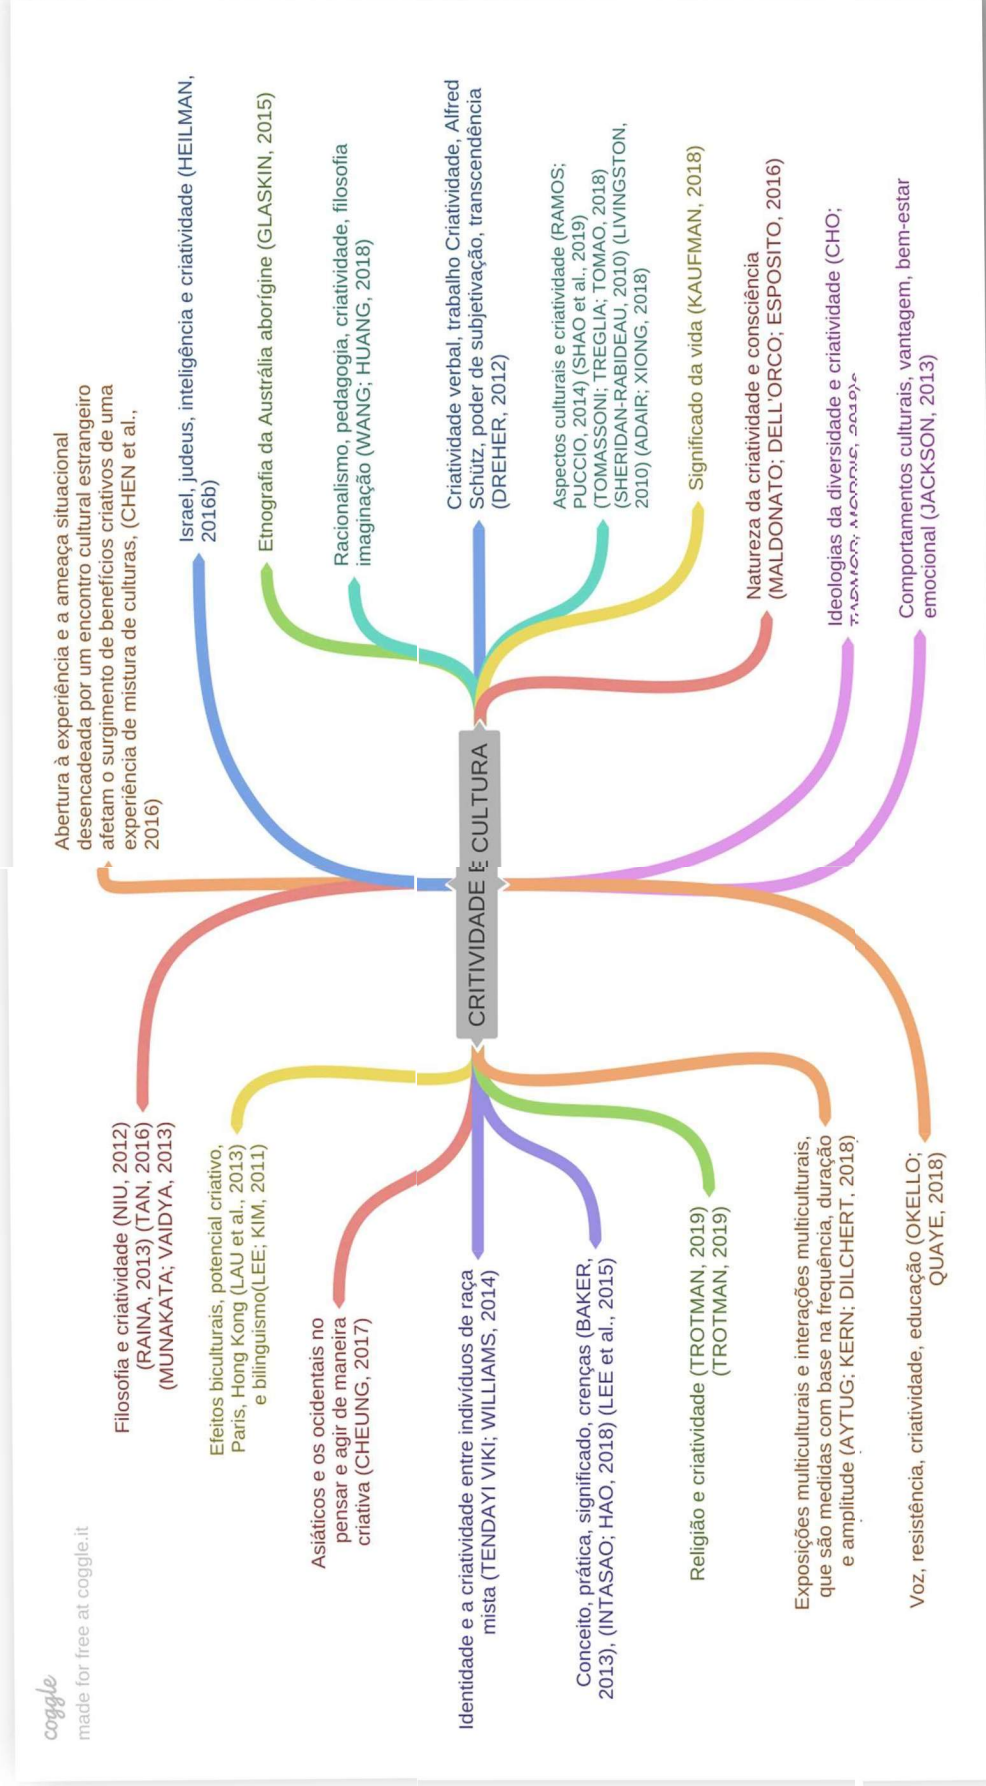 coggle
made for free at coggle.it
CRITIVIDADE E CULTURA
Filosofia e criatividade (NIU, 2012)
(RAINA, 2013) (TAN, 2016)
(MUNAKATA; VAIDYA, 2013)
Efeitos biculturais, potencial criativo,
Paris, Hong Kong (LAU et al., 2013)
e bilinguismo(LEE; KIM, 2011)
Asiáticos e os ocidentais no
pensar e agir de maneira
criativa (CHEUNG, 2017)
Identidade e a criatividade entre indivíduos de raça
mista (TENDAYI VIKI; WILLIAMS, 2014)
Conceito, prática, significado, crenças (BAKER,
2013), (INTASAO; HAO, 2018) (LEE et al., 2015)
Religião e criatividade (TROTMAN, 2019)
(TROTMAN, 2019)
Exposições multiculturais e interações multiculturais,
que são medidas com base na frequência, duração
e amplitude (AYTUG; KERN; DILCHERT, 2018)
Voz, resistência, criatividade, educação (OKELLO;
QUAYE, 2018)
Abertura à experiência e a ameaça situacional
desencadeada por um encontro cultural estrangeiro
afetam o surgimento de benefícios criativos de uma
experiência de mistura de culturas, (CHEN et al.,
2016)
Israel, judeus, inteligência e criatividade (HEILMAN,
2016b)
Etnografia da Austrália aborígine (GLASKIN, 2015)
Racionalismo, pedagogia, criatividade, filosofia
imaginação (WANG; HUANG, 2018)
Criatividade verbal, trabalho Criatividade, Alfred
Schütz, poder de subjetivação, transcendência
(DREHER, 2012)
Aspectos culturais e criatividade (RAMOS;
PUCCIO, 2014) (SHAO et al., 2019)
(TOMASSONI; TREGLIA; TOMAO, 2018)
(SHERIDAN-RABIDEAU, 2010) (LIVINGSTON,
2010) (ADAIR; XIONG, 2018)
Significado da vida (KAUFMAN, 2018)
Natureza da criatividade e consciência
(MALDONATO; DELL'ORCO; ESPOSITO, 2016)
Ideologias da diversidade e criatividade (CHO;
Comportamentos culturais, vantagem, bem-estar
emocional (JACKSON, 2013)